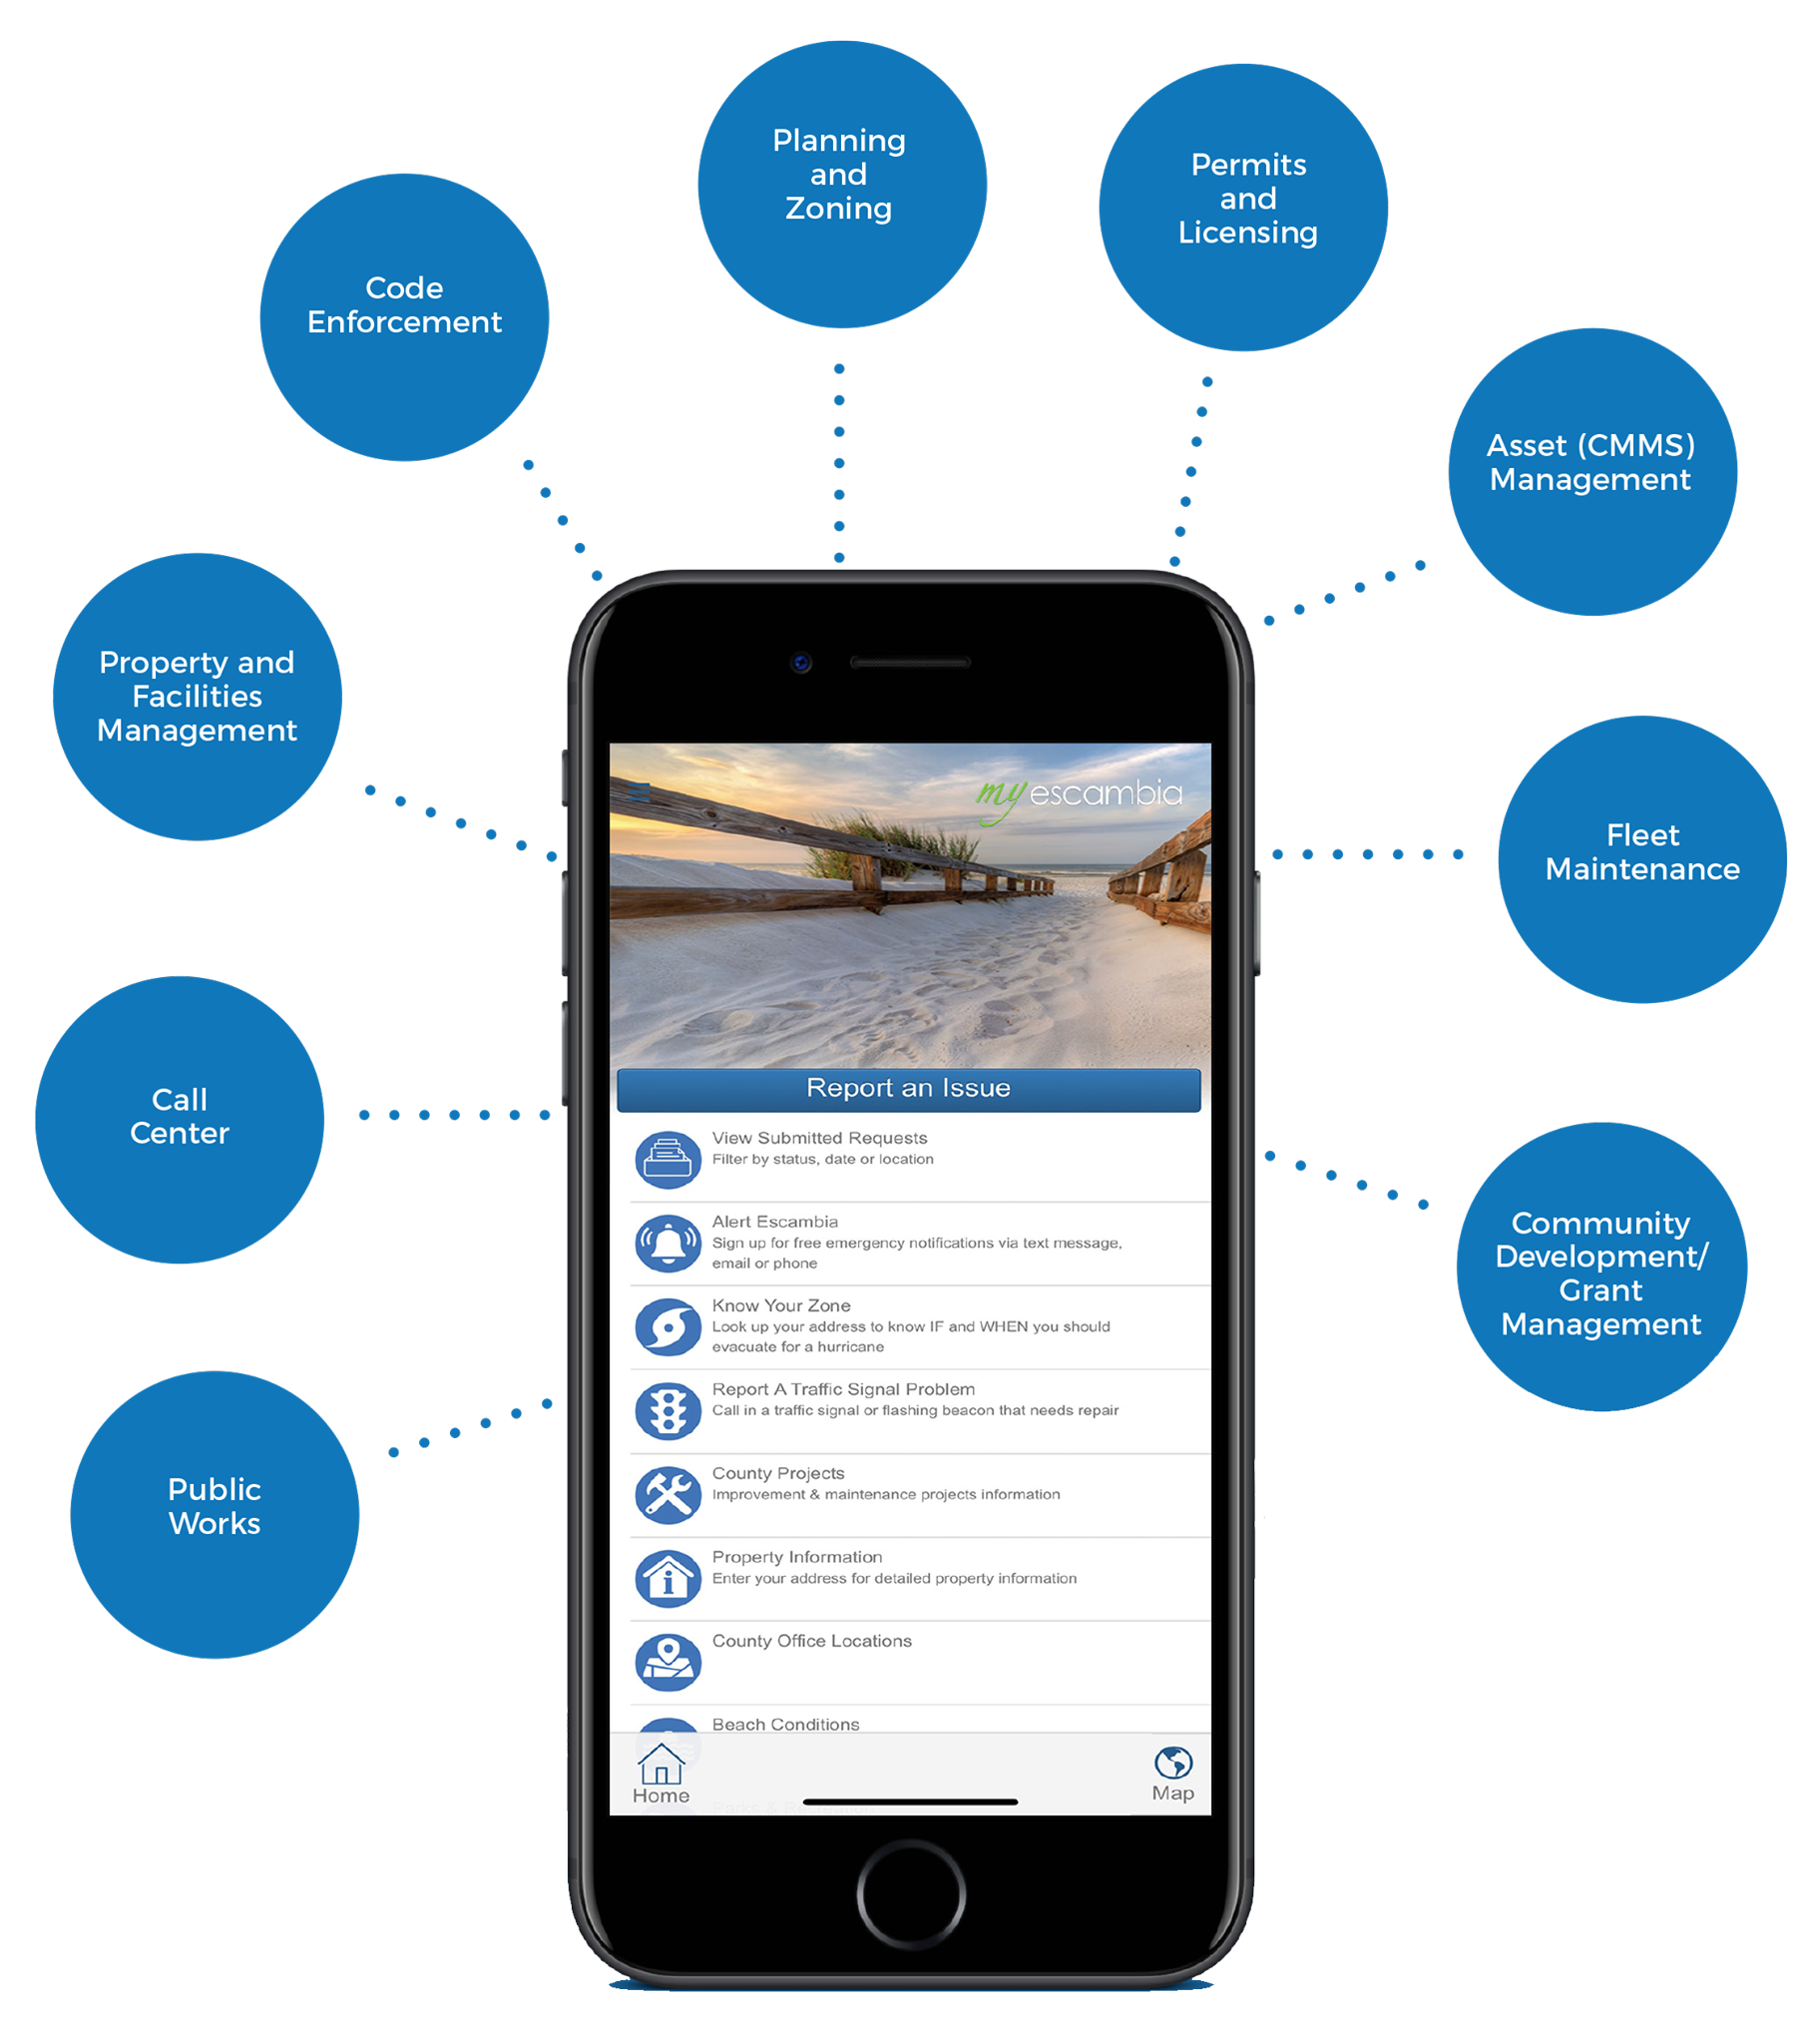 Planning
and
Zoning
Permits
and
Licensing
Code
Enforcement
Asset (CMMS)
Management
Property and
Facilities
Management
Fleet
Maintenance
Call
Center
Community
Development/
Grant
Management
Public
Works
my escambia
Report an Issue
View Submitted Requests
Filter by status, date or location
Alert Escambia
Sign up for free emergency notifications via text message,
email or phone
Know Your Zone
Look up your address to know IF and WHEN you should
evacuate for a hurricane
Report A Traffic Signal Problem
Call in a traffic signal or flashing beacon that needs repair
County Projects
Improvement & maintenance projects information
Property Information
Enter your address for detailed property information
County Office Locations
Beach Conditions
Home
Map